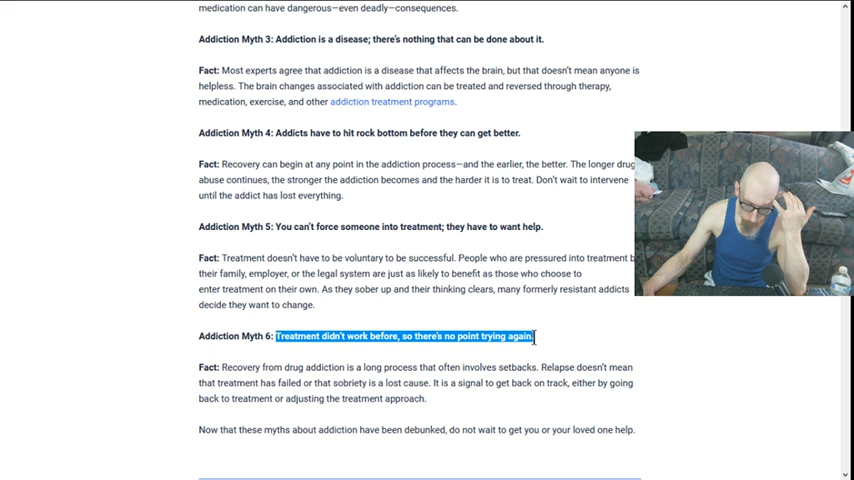 medication can have dangerous—even deadly—consequences.
Addiction Myth 3: Addiction is a disease; there's nothing that can be done about it.
Fact: Most experts agree that addiction is a disease that affects the brain, but that doesn't mean anyone is
helpless. The brain changes associated with addiction can be treated and reversed through therapy,
medication, exercise, and other addiction treatment programs.
Addiction Myth 4: Addicts have to hit rock bottom before they can get better.
Fact: Recovery can begin at any point in the addiction process—and the earlier, the better. The longer drug
abuse continues, the stronger the addiction becomes and the harder it is to treat. Don't wait to intervene
until the addict has lost everything.
Addiction Myth 5: You can't force someone into treatment; they have to want help.
Fact: Treatment doesn't have to be voluntary to be successful. People who are pressured into treatment
their family, employer, or the legal system are just as likely to benefit as those who choose to
enter treatment on their own. As they sober up and their thinking clears, many formerly resistant addicts
decide they want to change.
Addiction Myth 6: Treatment didn't work before, so there's no point trying again.
Fact: Recovery from drug addiction is a long process that often involves setbacks. Relapse doesn't mean
that treatment has failed or that sobriety is a lost cause. It is a signal to get back on track, either by going
back to treatment or adjusting the treatment approach.
Now that these myths about addiction have been debunked, do not wait to get you or your loved one help.